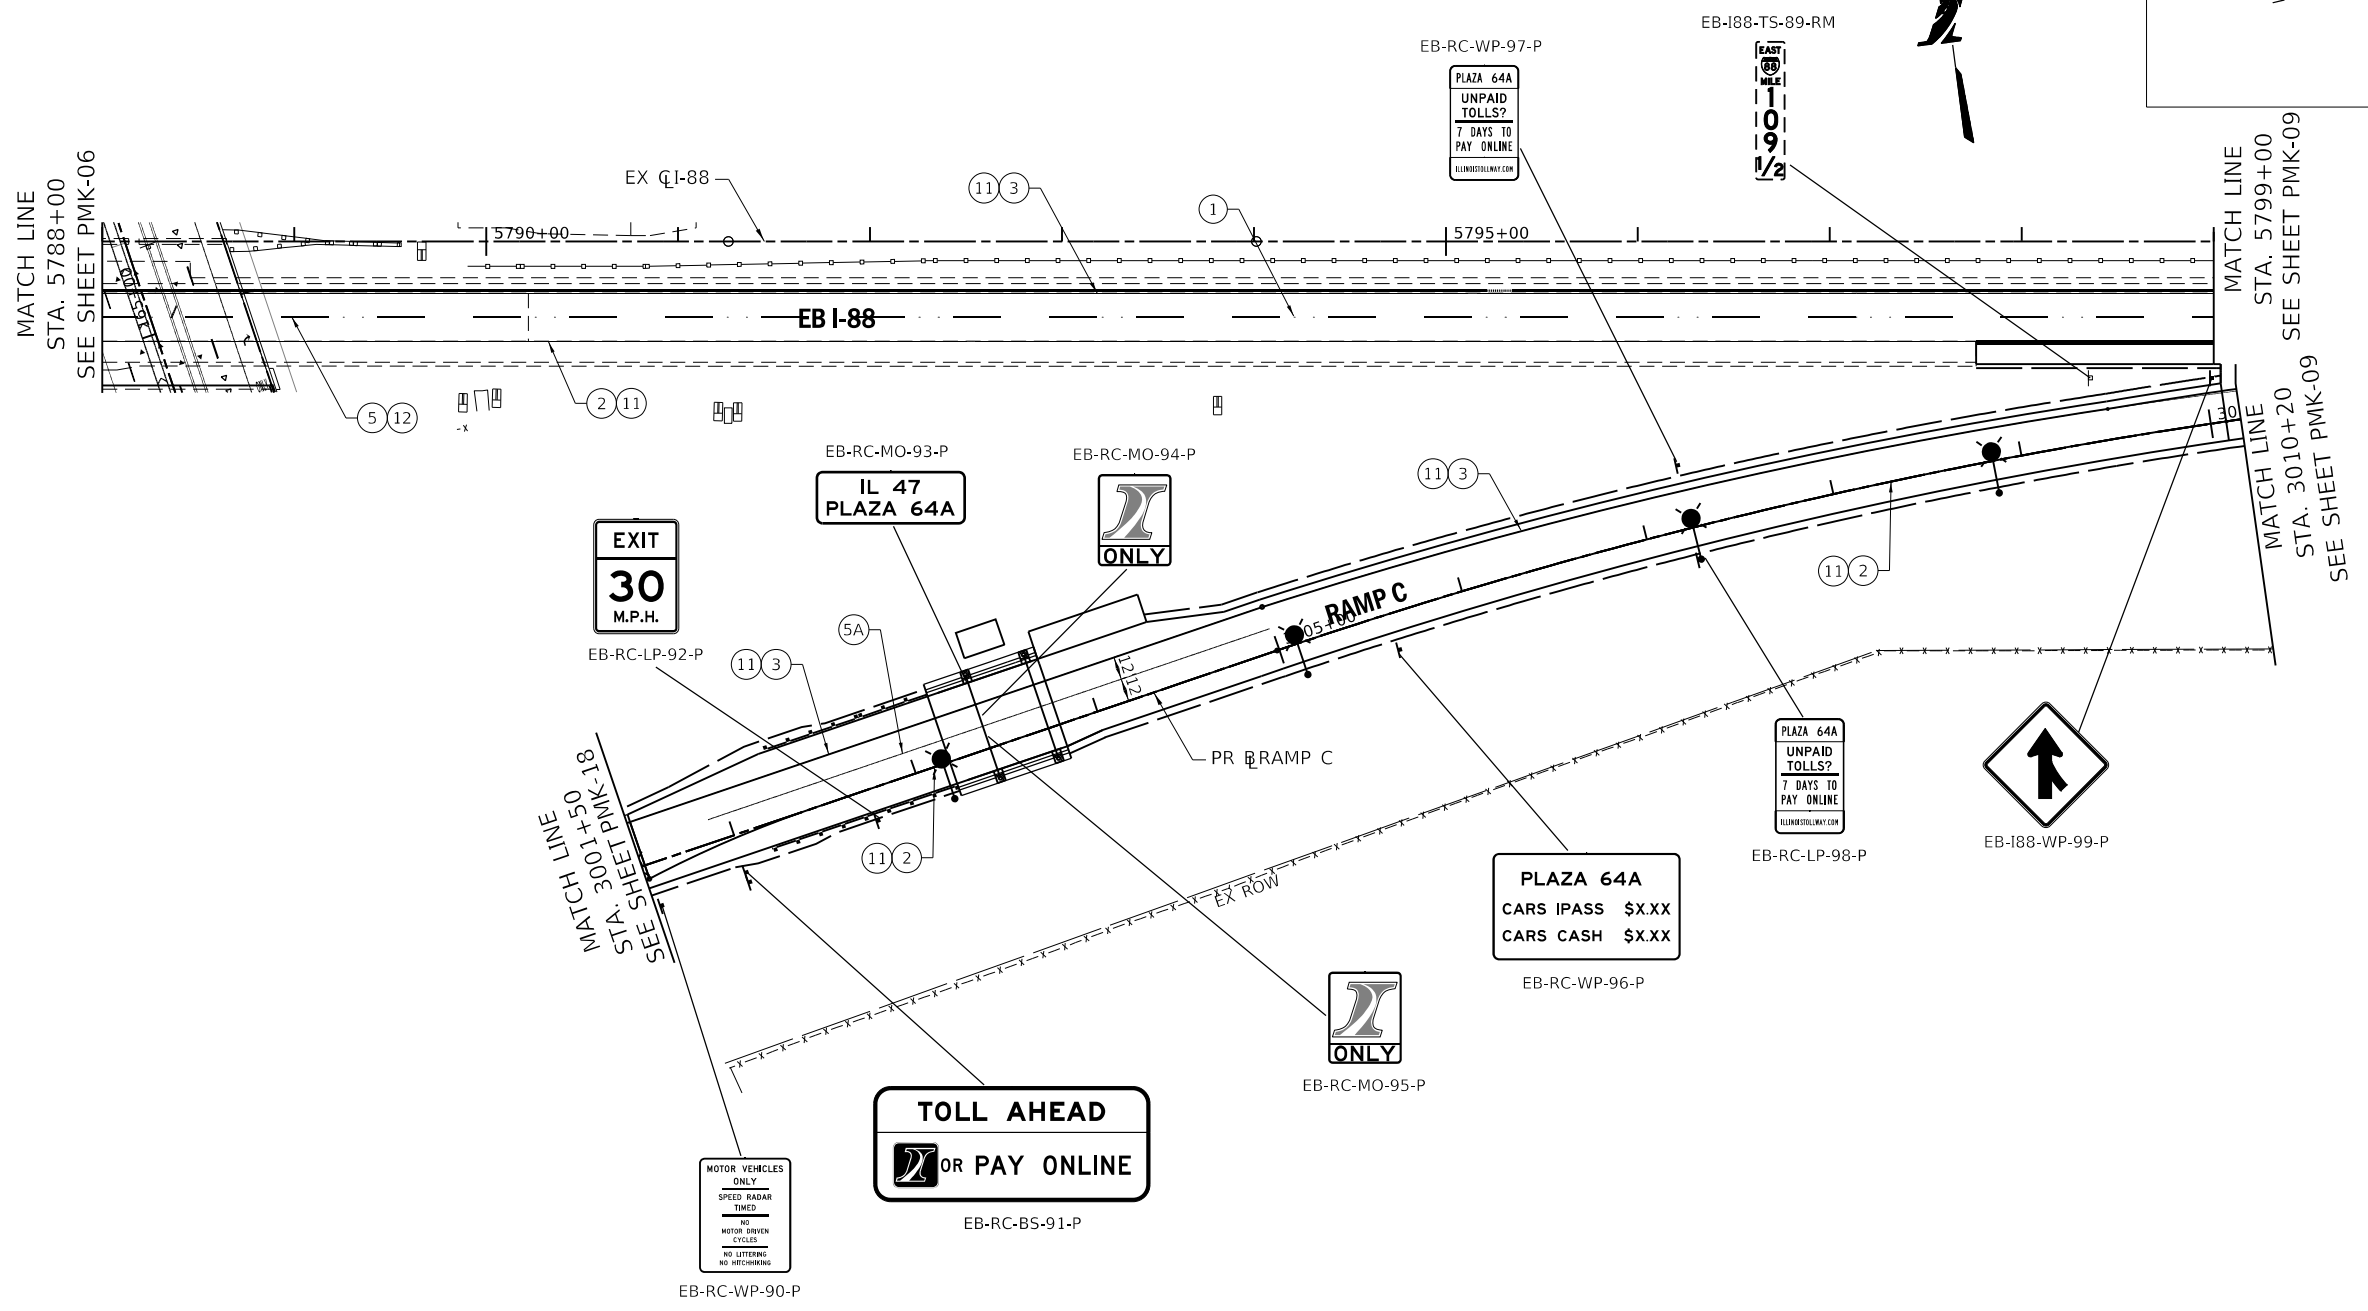 EB-I88-TS-89-RM
EB-RC-WP-97-P
EAST
88
MILE
1
0
9
1/2
PLAZA 64A
UNPAID
TOLLS?
7 DAYS TO
PAY ONLINE
ILLINOISTOLLWAY.COM
MATCH LINE
STA. 5788+00
SEE SHEET PMK-06
EX CL I-88
11 3
1
5790+00
5795+00
MATCH LINE
STA. 5799+00
SEE SHEET PMK-09
EB I-88
5 12
2 11
EB-RC-MO-93-P
IL 47
PLAZA 64A
EB-RC-MO-94-P
ONLY
11 3
30
MATCH LINE
STA. 3010+20
SEE SHEET PMK-09
EXIT
30
M.P.H.
EB-RC-LP-92-P
11 3
5A
RAMP C
05+00
11 2
12' 12'
PR BL RAMP C
MATCH LINE
STA. 3001+50
SEE SHEET PMK-18
11 2
EX ROW
PLAZA 64A
CARS IPASS $X.XX
CARS CASH $X.XX
EB-RC-WP-96-P
PLAZA 64A
UNPAID
TOLLS?
7 DAYS TO
PAY ONLINE
ILLINOISTOLLWAY.COM
EB-RC-LP-98-P
EB-I88-WP-99-P
ONLY
EB-RC-MO-95-P
TOLL AHEAD
OR PAY ONLINE
EB-RC-BS-91-P
MOTOR VEHICLES
ONLY
SPEED RADAR
TIMED
NO
MOTOR DRIVEN
CYCLES
NO LITTERING
NO HITCHHIKING
EB-RC-WP-90-P